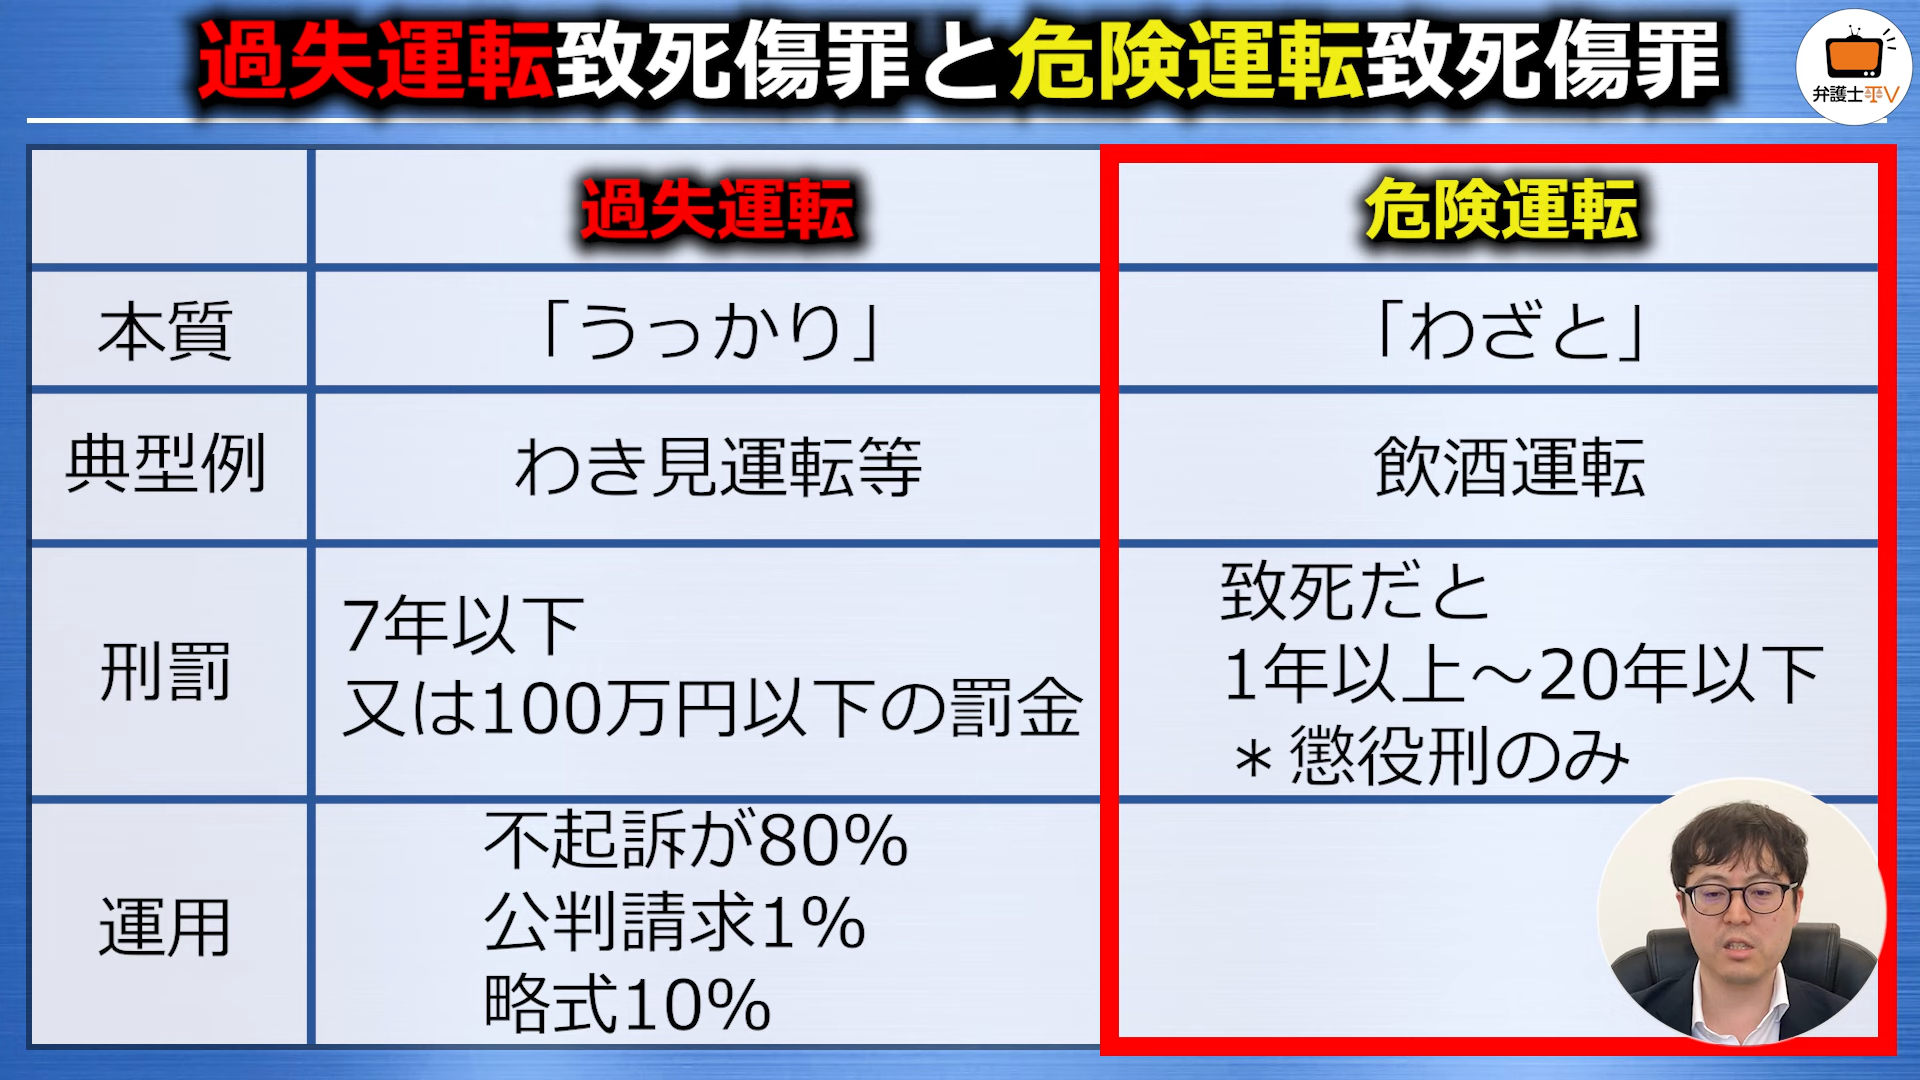 過失運転致死傷罪と危険運転致死傷罪
弁護士平V
過失運転
危険運転
本質
「うっかり」
「わざと」
典型例
わき見運転等
飲酒運転
刑罰
7年以下
又は100万円以下の罰金
致死だと
1年以上～20年以下
＊懲役刑のみ
運用
不起訴が80%
公判請求1%
略式10%